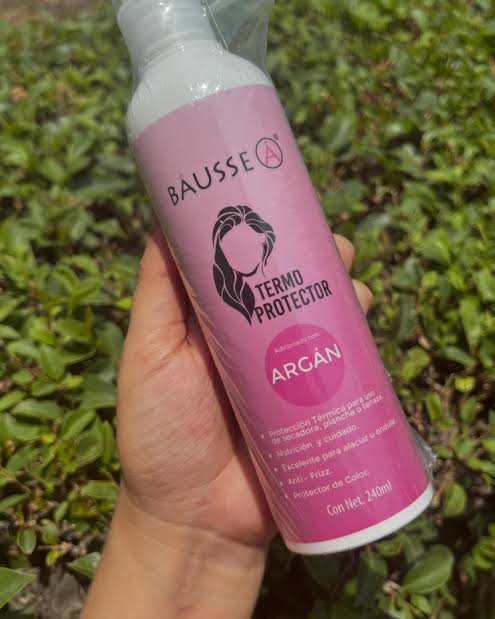 BÁUSSE Á®
TERMO
PROTECTOR
Adicionado con:
ARGÁN
• Protección Térmica para uso
de secadora, plancha o tenaza.
• Nutrición y cuidado.
• Excelente para alaciar u ondular.
• Anti - Frizz.
• Protector de Color.
Con Net. 240ml